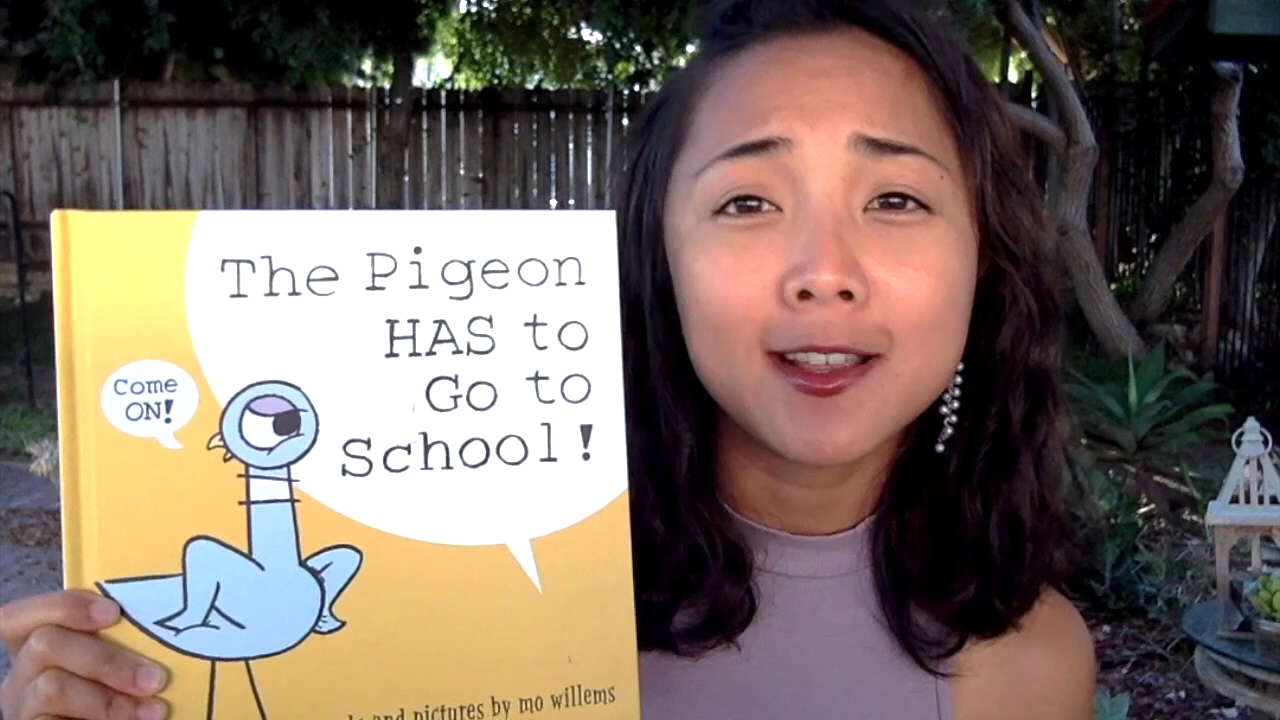 The Pigeon
HAS to
Go to
School!
Come
ON!
and pictures by mo willems